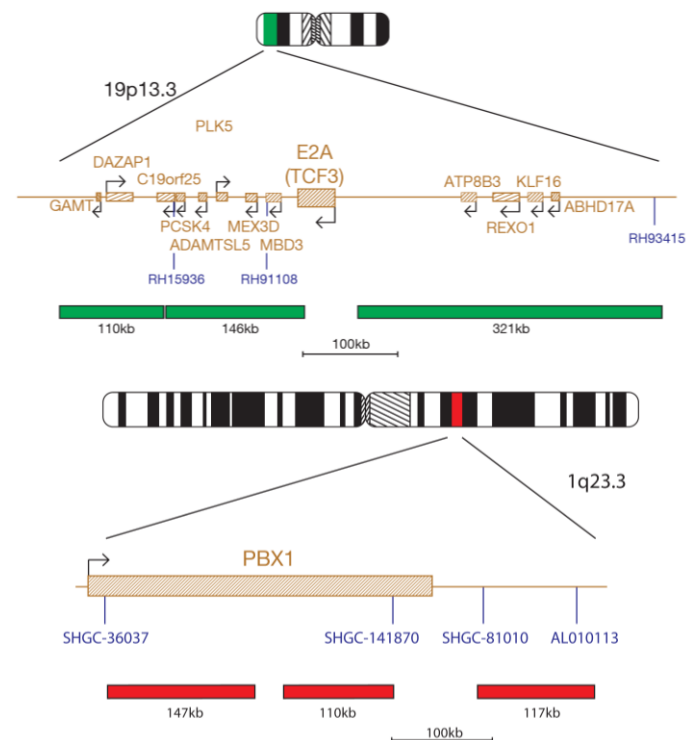 19p13.3
PLK5
E2A
(TCF3)
DAZAP1
C19orf25
ATP8B3
KLF16
GAMT
ABHD17A
PCSK4
MEX3D
REXO1
ADAMTSL5
MBD3
RH93415
RH15936
RH91108
110kb
146kb
321kb
100kb
1q23.3
PBX1
SHGC-36037
SHGC-141870
SHGC-81010
AL010113
147kb
110kb
117kb
100kb